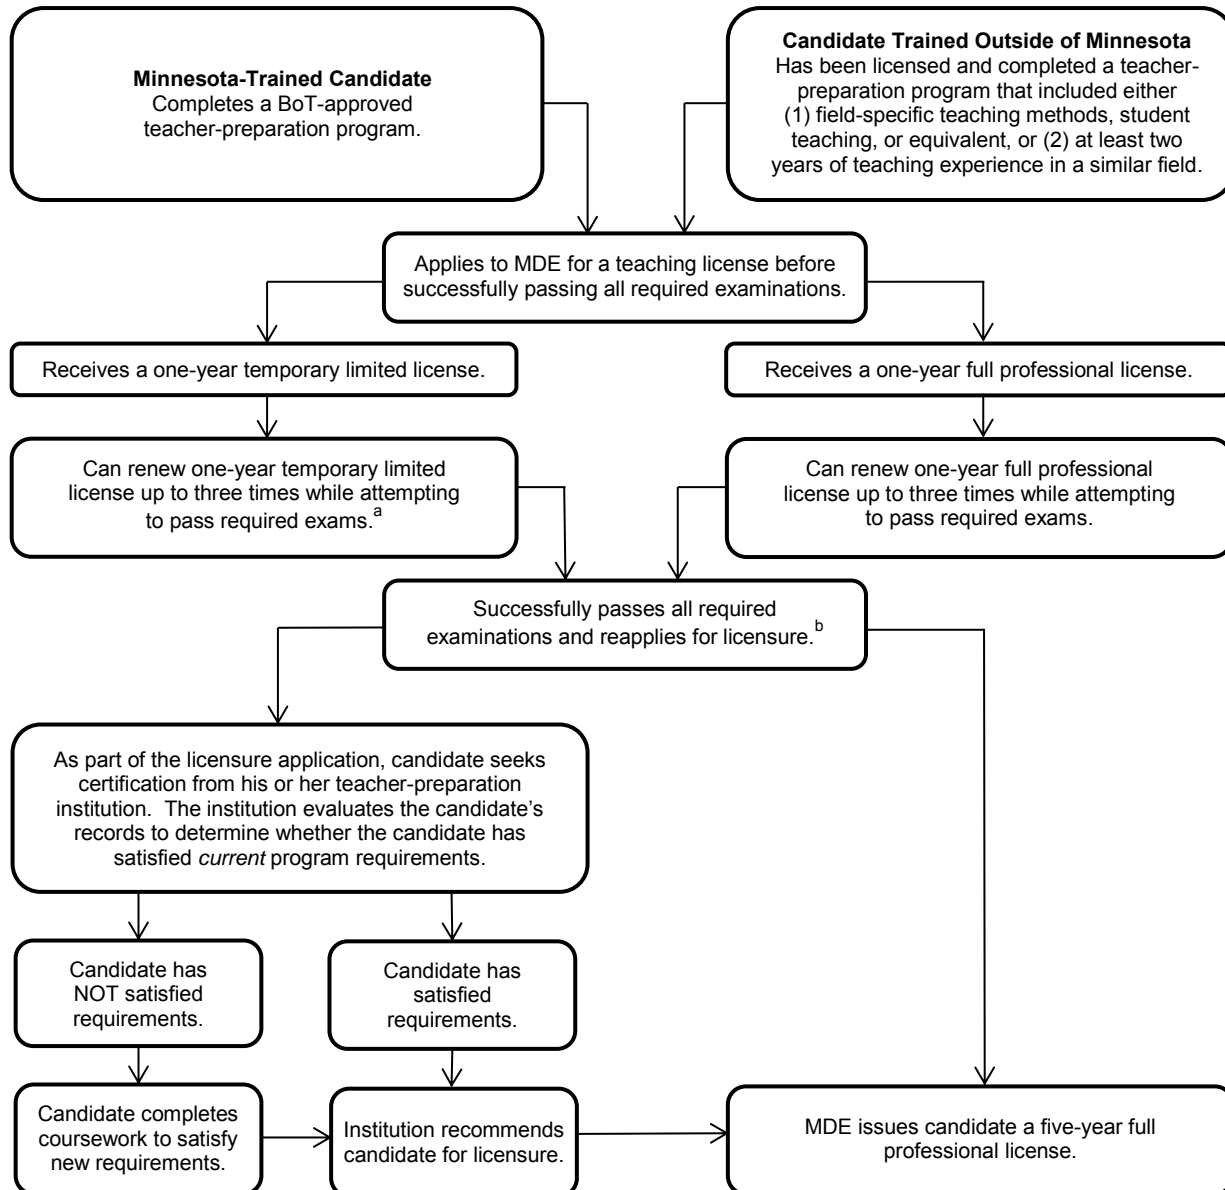 Minnesota-Trained Candidate
Completes a BoT-approved
teacher-preparation program.
Candidate Trained Outside of Minnesota
Has been licensed and completed a teacher-
preparation program that included either
(1) field-specific teaching methods, student
teaching, or equivalent, or (2) at least two
years of teaching experience in a similar field.
Applies to MDE for a teaching license before
successfully passing all required examinations.
Receives a one-year temporary limited license.
Receives a one-year full professional license.
Can renew one-year temporary limited
license up to three times while attempting
to pass required exams.a
Can renew one-year full professional
license up to three times while attempting
to pass required exams.
Successfully passes all required
examinations and reapplies for licensure.b
As part of the licensure application, candidate seeks
certification from his or her teacher-preparation
institution.  The institution evaluates the candidate's
records to determine whether the candidate has
satisfied current program requirements.
Candidate has
NOT satisfied
requirements.
Candidate has
satisfied
requirements.
Candidate completes
coursework to satisfy
new requirements.
Institution recommends
candidate for licensure.
MDE issues candidate a five-year full
professional license.